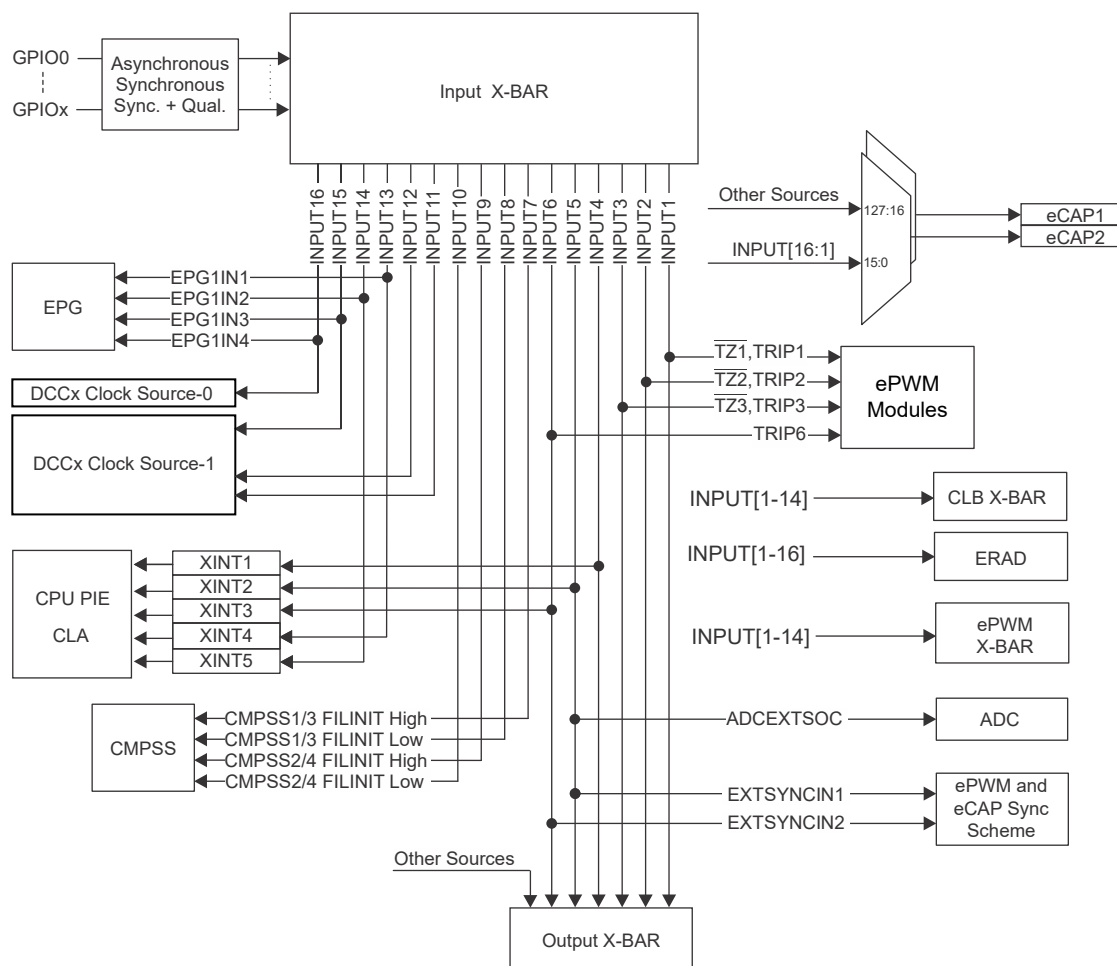 GPIO0
GPIOx
Asynchronous
Synchronous
Sync. + Qual.
Input X-BAR
INPUT16
INPUT15
INPUT14
INPUT13
INPUT12
INPUT11
INPUT10
INPUT9
INPUT8
INPUT7
INPUT6
INPUT5
INPUT4
INPUT3
INPUT2
INPUT1
Other Sources
127:16
INPUT[16:1]
15:0
eCAP1
eCAP2
EPG
EPG1IN1
EPG1IN2
EPG1IN3
EPG1IN4
DCCx Clock Source-0
DCCx Clock Source-1
TZ1,TRIP1
TZ2,TRIP2
TZ3,TRIP3
TRIP6
ePWM
Modules
INPUT[1-14]
CLB X-BAR
INPUT[1-16]
ERAD
INPUT[1-14]
ePWM
X-BAR
CPU PIE
CLA
XINT1
XINT2
XINT3
XINT4
XINT5
CMPSS
CMPSS1/3 FILINIT High
CMPSS1/3 FILINIT Low
CMPSS2/4 FILINIT High
CMPSS2/4 FILINIT Low
ADCEXTSOC
ADC
EXTSYNCIN1
EXTSYNCIN2
ePWM and
eCAP Sync
Scheme
Other Sources
Output X-BAR